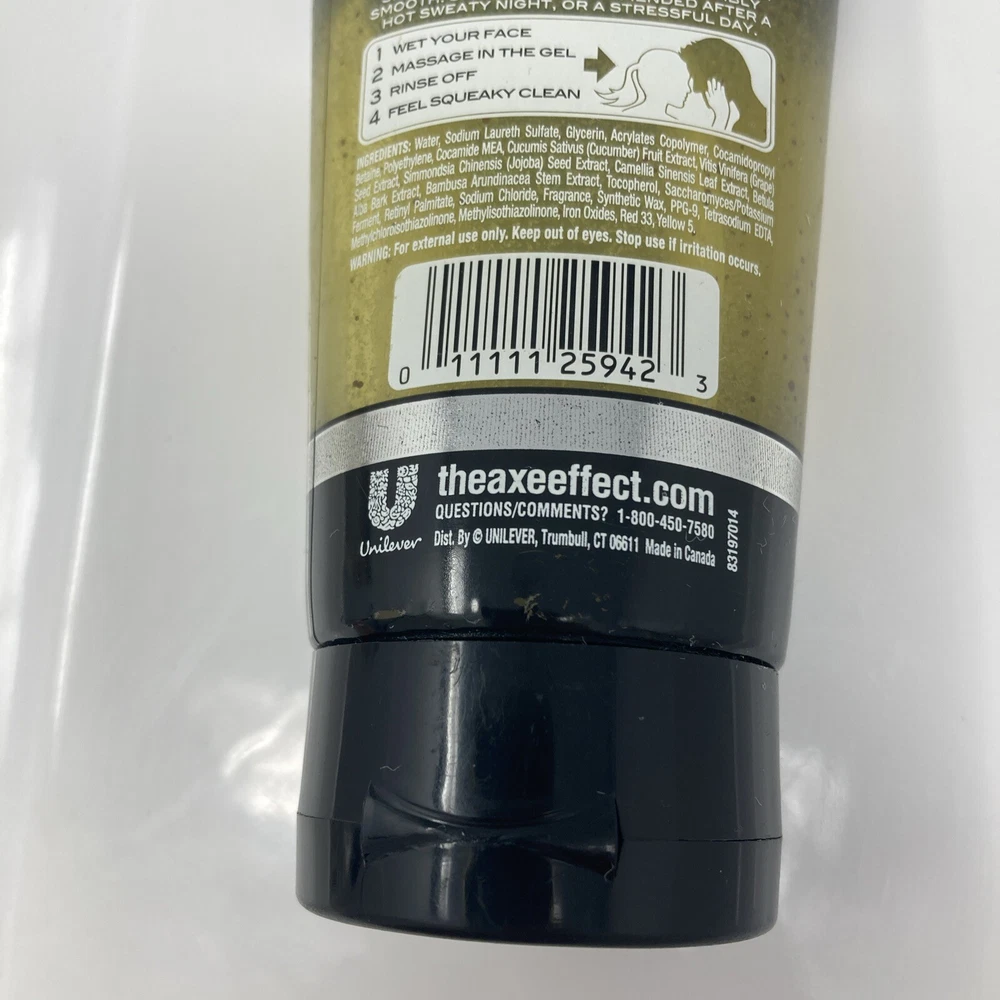 SMOOTH
ENDED AFTER A
HOT SWEATY NIGHT, OR A STRESSFUL DAY.
1 WET YOUR FACE
2 MASSAGE IN THE GEL
3 RINSE OFF
4 FEEL SQUEAKY CLEAN
INGREDIENTS: Water, Sodium Laureth Sulfate, Glycerin, Acrylates Copolymer, Cocamidopropyl
Betaine, Polyethylene, Cocamide MEA, Cucumis Sativus (Cucumber) Fruit Extract, Vitis Vinifera (Grape)
Seed Extract, Simmondsia Chinensis (Jojoba) Seed Extract, Camellia Sinensis Leaf Extract, Betula
Alba Bark Extract, Bambusa Arundinacea Stem Extract, Tocopherol, Saccharomyces/Potassium
Ferment, Retinyl Palmitate, Sodium Chloride, Fragrance, Synthetic Wax, PPG-9, Tetrasodium EDTA,
Methylchloroisothiazolinone, Methylisothiazolinone, Iron Oxides, Red 33, Yellow 5.
WARNING: For external use only. Keep out of eyes. Stop use if irritation occurs.
0 11111 25942 3
theaxeeffect.com
QUESTIONS/COMMENTS? 1-800-450-7580
Unilever
Dist. By © UNILEVER, Trumbull, CT 06611 Made in Canada
83197014